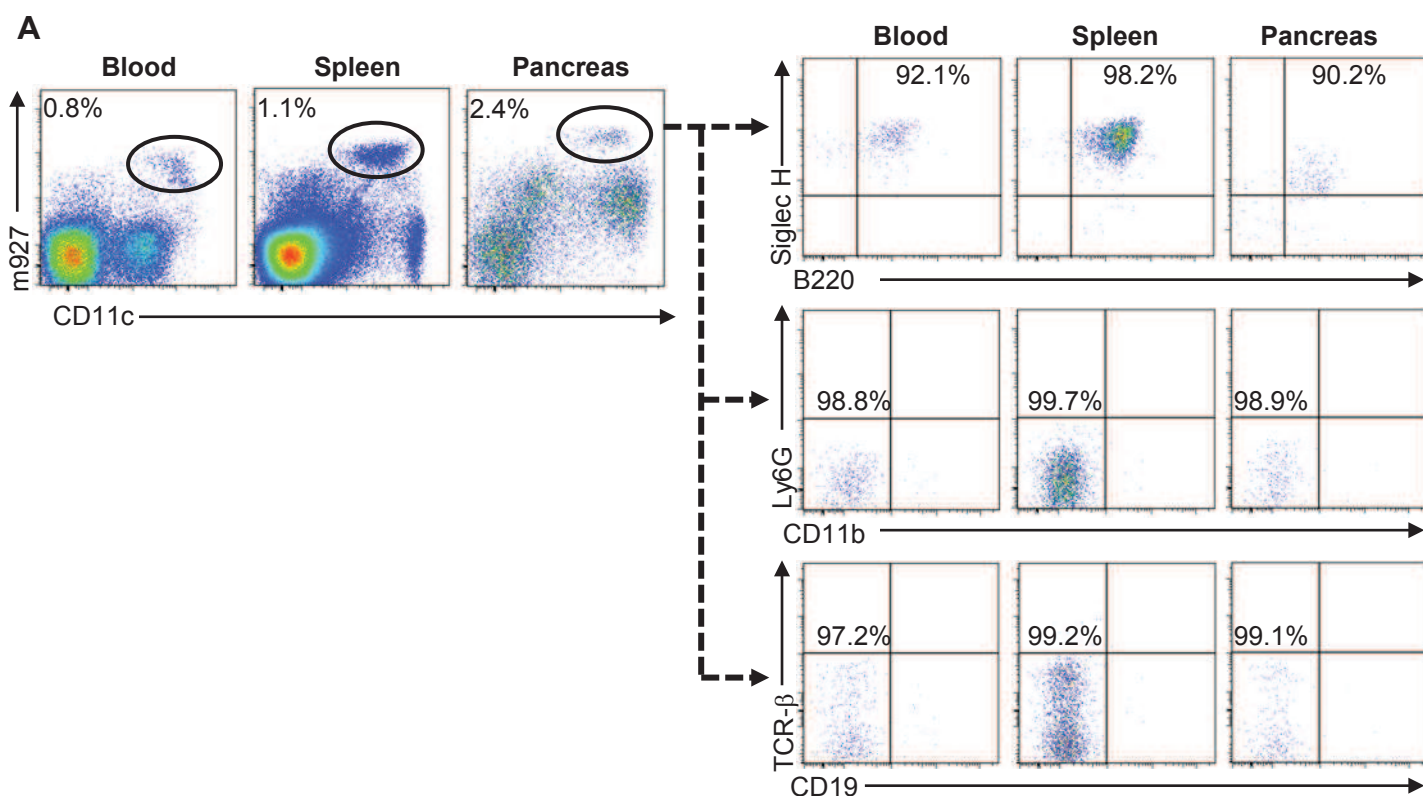 A
Blood Spleen Pancreas
0.8% 1.1% 2.4%
m927
CD11c
Blood Spleen Pancreas
92.1% 98.2% 90.2%
Siglec H
B220
98.8% 99.7% 98.9%
Ly6G
CD11b
97.2% 99.2% 99.1%
TCR-β
CD19